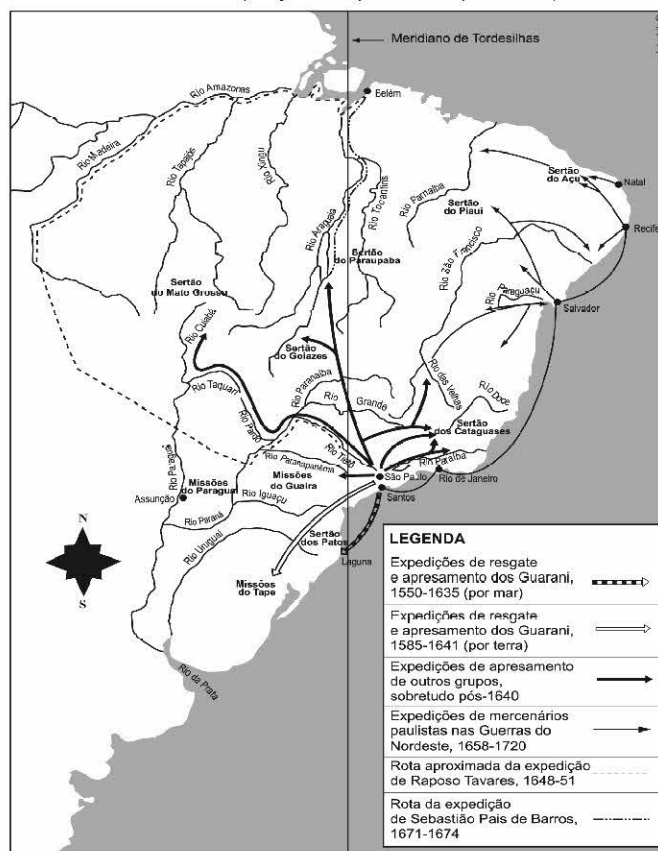 Meridiano de Tordesilhas
Rio Amazonas
Belém
Rio Madeira
Rio Tapajós
Rio Xingu
Rio Araguaia
Rio Tocantins
Rio Parnaíba
Sertão
do Açu
Natal
Sertão
do Piauí
Recife
Sertão
do Paraupaba
Rio São Francisco
Sertão
do Mato Grosso
Rio
Paraguaçu
Salvador
Rio Cuiabá
Sertão
do Goiazes
Rio das Velhas
Rio Taquari
Rio Paranaíba
Rio Grande
Rio Doce
Rio Pardo
Sertão
dos Cataguases
Rio Tietê
Rio Paraguai
Rio Paranapanema
Rio Paraíba
São Paulo
Rio de Janeiro
Missões
do Paraguai
Missões
do Guaira
Santos
Assunção
Rio Iguaçu
Rio Paraná
Sertão
dos Patos
Rio Uruguai
Laguna
Missões
do Tape
N
S
Rio da Prata
LEGENDA
Expedições de resgate
e apresamento dos Guarani,
1550-1635 (por mar)
Expedições de resgate
e apresamento dos Guarani,
1585-1641 (por terra)
Expedições de apresamento
de outros grupos,
sobretudo pós-1640
Expedições de mercenários
paulistas nas Guerras do
Nordeste, 1658-1720
Rota aproximada da expedição
de Raposo Tavares, 1648-51
Rota da expedição
de Sebastião Pais de Barros,
1671-1674